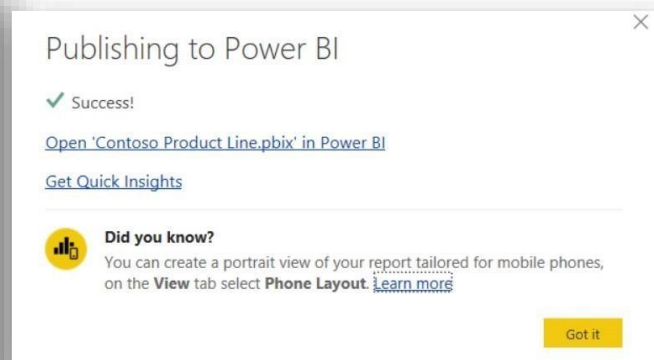 Publishing to Power BI
Success!
Open 'Contoso Product Line.pbix' in Power BI
Get Quick Insights
Did you know?
You can create a portrait view of your report tailored for mobile phones,
on the View tab select Phone Layout. Learn more
Got it